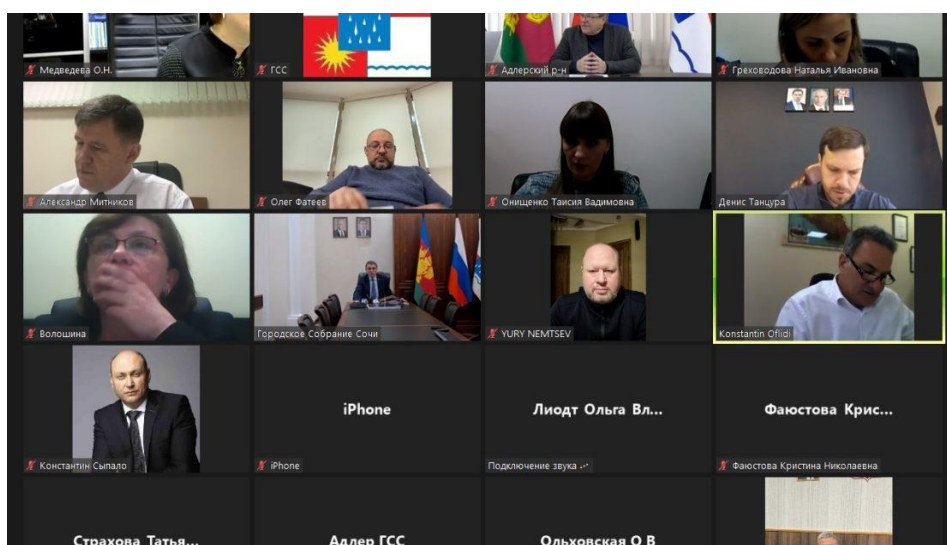 Медведева О.Н.
ГСС
Адлерский р-н
Греховодова Наталья Ивановна
Александр Митников
Олег Фатеев
Онищенко Таисия Вадимовна
Денис Танцура
Волошина
Городское Собрание Сочи
YURY NEMTSEV
Konstantin Oflidi
Константин Сыпало
iPhone
iPhone
Лиодт Ольга Вл...
Подключение звука
Фаюстова Крис...
Фаюстова Кристина Николаевна
Страхова Татья...
Адлер ГСС
Ольховская О В